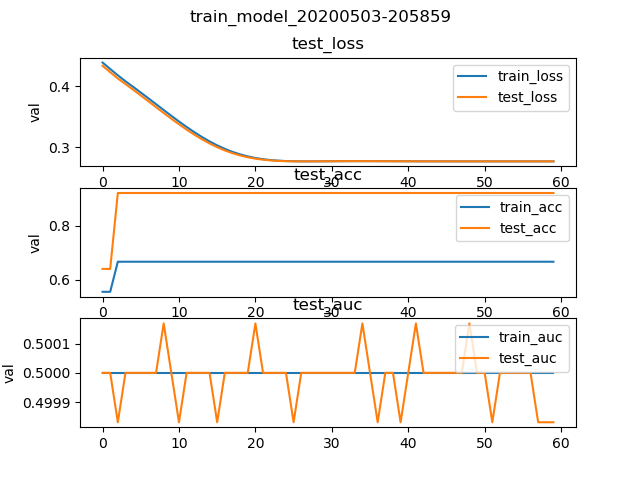 train_model_20200503-205859
test_loss
val
0.4
0.3
train_loss
test_loss
0 10 20 30 40 50 60
test_acc
val
0.8
0.6
train_acc
test_acc
0 10 20 30 40 50 60
test_auc
val
0.5001
0.5000
0.4999
train_auc
test_auc
0 10 20 30 40 50 60